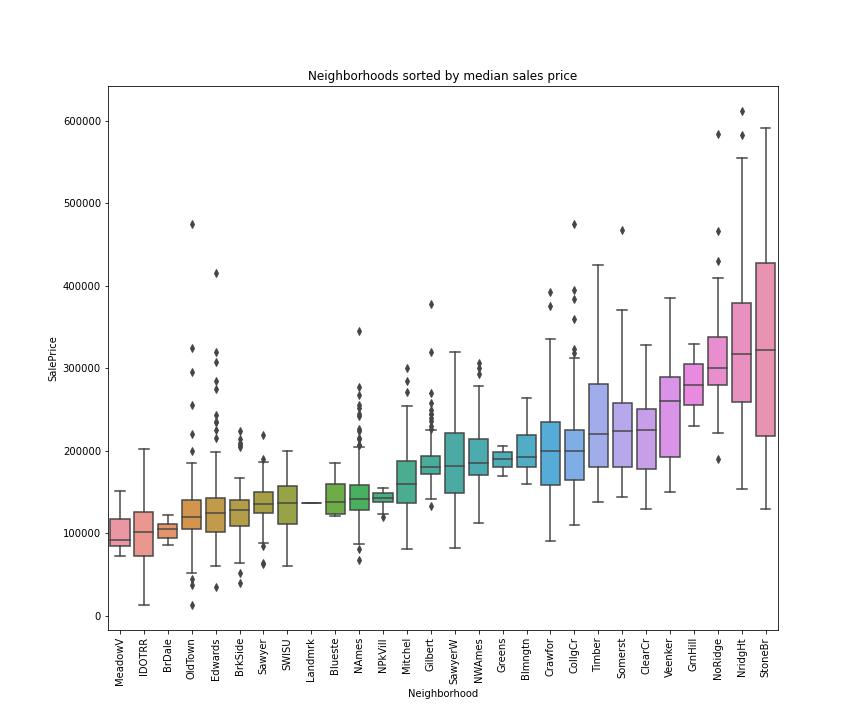 Neighborhoods sorted by median sales price
600000
500000
400000
300000
200000
100000
0
SalePrice
MeadowV
IDOTRR
BrDale
OldTown
Edwards
BrkSide
Sawyer
SWISU
Landmrk
Blueste
NAmes
NPkVill
Mitchel
Gilbert
SawyerW
NWAmes
Greens
Blmngtn
Crawfor
CollgCr
Timber
Somerst
ClearCr
Veenker
GrnHill
NoRidge
NridgHt
StoneBr
Neighborhood